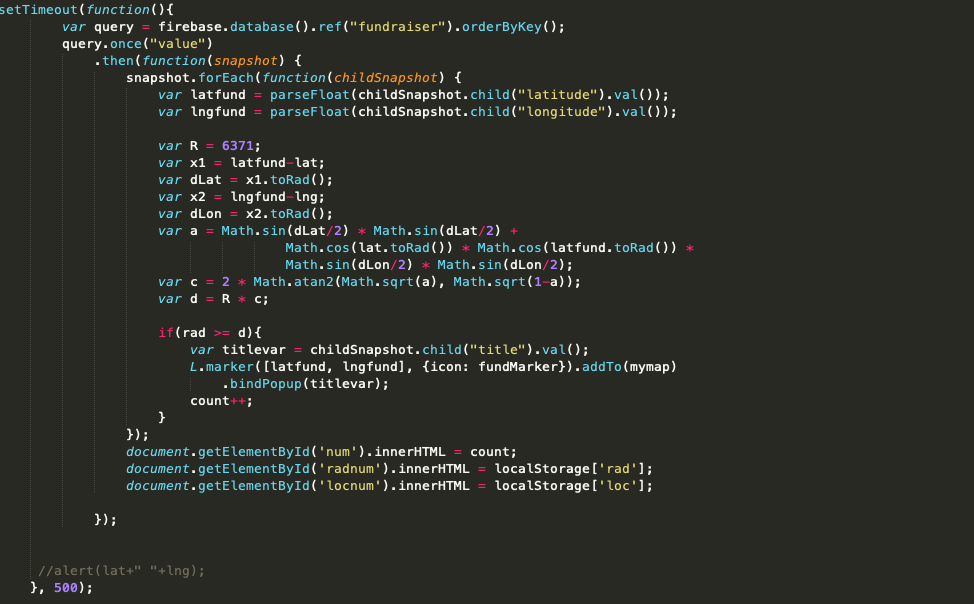 setTimeout(function(){
var query = firebase.database().ref("fundraiser").orderByKey();
query.once("value")
.then(function(snapshot) {
snapshot.forEach(function(childSnapshot) {
var latfund = parseFloat(childSnapshot.child("latitude").val());
var lngfund = parseFloat(childSnapshot.child("longitude").val());
var R = 6371;
var x1 = latfund-lat;
var dLat = x1.toRad();
var x2 = lngfund-lng;
var dLon = x2.toRad();
var a = Math.sin(dLat/2) * Math.sin(dLat/2) +
Math.cos(lat.toRad()) * Math.cos(latfund.toRad()) *
Math.sin(dLon/2) * Math.sin(dLon/2);
var c = 2 * Math.atan2(Math.sqrt(a), Math.sqrt(1-a));
var d = R * c;
if(rad >= d){
var titlevar = childSnapshot.child("title").val();
L.marker([latfund, lngfund], {icon: fundMarker}).addTo(mymap)
.bindPopup(titlevar);
count++;
}
});
document.getElementById('num').innerHTML = count;
document.getElementById('radnum').innerHTML = localStorage['rad'];
document.getElementById('locnum').innerHTML = localStorage['loc'];
});
//alert(lat+" "+lng);
}, 500);